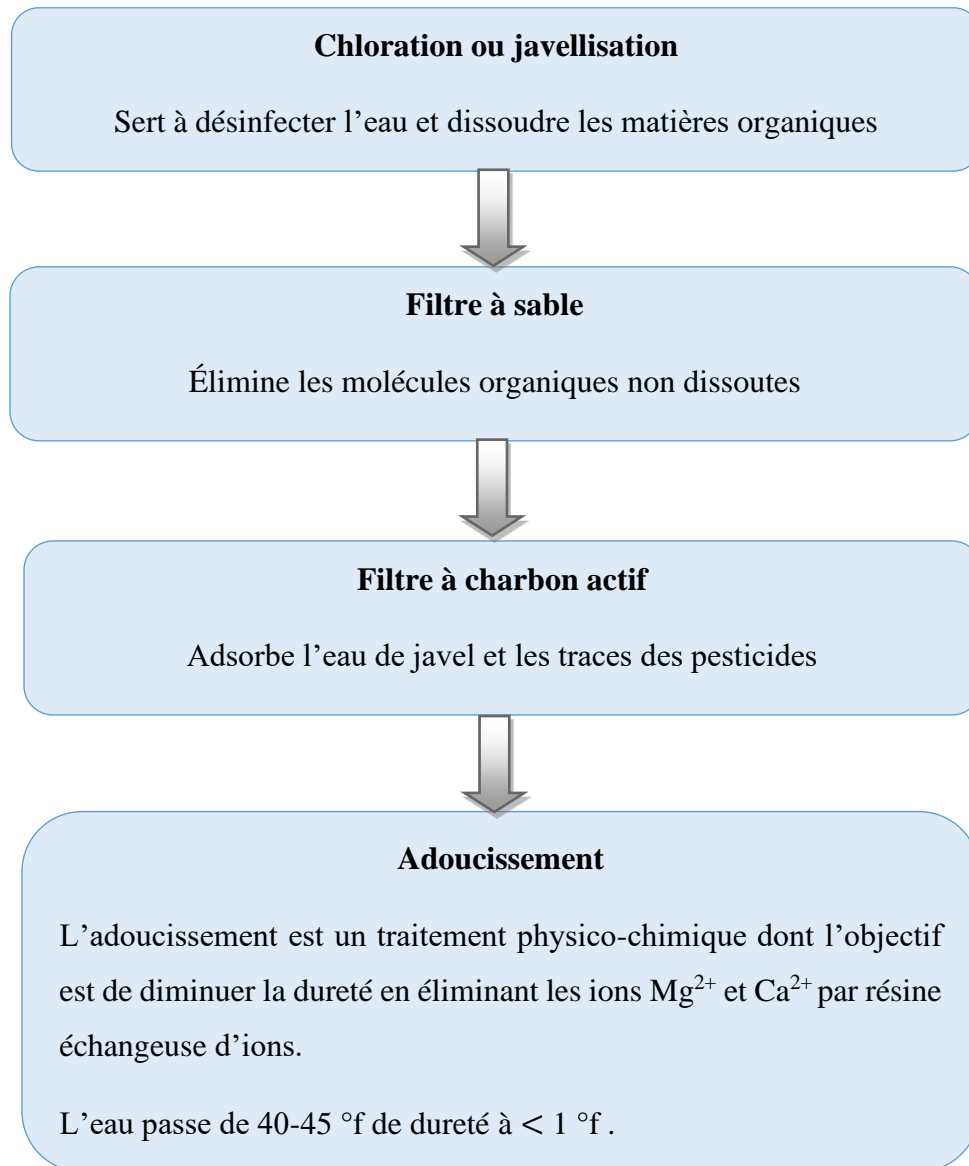 Chloration ou javellisation
Sert à désinfecter l’eau et dissoudre les matières organiques
Filtre à sable
Élimine les molécules organiques non dissoutes
Filtre à charbon actif
Adsorbe l’eau de javel et les traces des pesticides
Adoucissement
L’adoucissement est un traitement physico-chimique dont l’objectif
est de diminuer la dureté en éliminant les ions Mg²⁺ et Ca²⁺ par résine
échangeuse d’ions.
L’eau passe de 40-45 °f de dureté à < 1 °f .